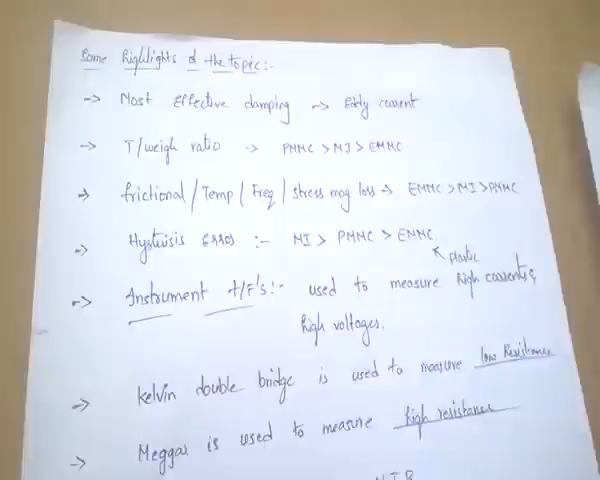 Some Highlights of the topic:-
-> Most Effective damping -> Eddy current
-> T/weigh ratio -> PMMC > MI > EMMC
-> frictional / Temp / Freq / stress mag loss -> EMMC > MI > PMMC
-> Hysterisis Error :- MI > PMMC > EMMC
plastic
-> Instrument t/F's:- used to measure high currents &
high voltages.
-> Kelvin double bridge is used to measure low Resistance
-> Meggar is used to measure high resistance